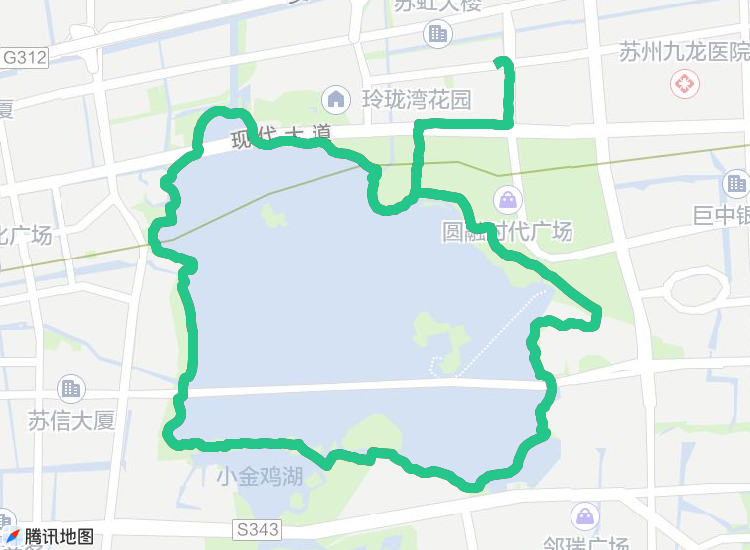 苏虹大楼
G312
苏州九龙医院
厦
玲珑湾花园
现代大道
巨中银
北广场
圆融时代广场
苏信大厦
小金鸡湖
S343
邻瑞广场
腾讯地图